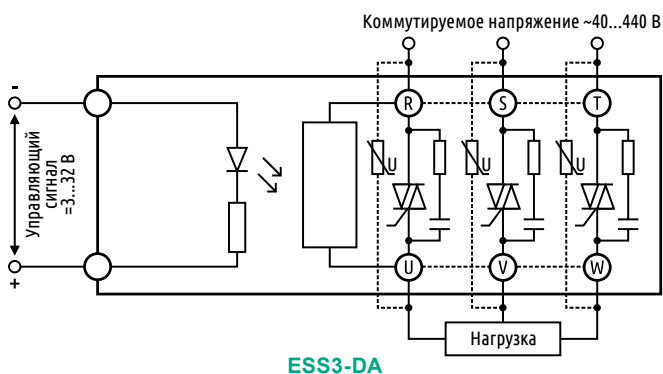 Коммутируемое напряжение ~40...440 В
-
R
S
T
Управляющий
сигнал
=3...32 В
U
U
U
+
U
V
W
Нагрузка
ESS3-DA